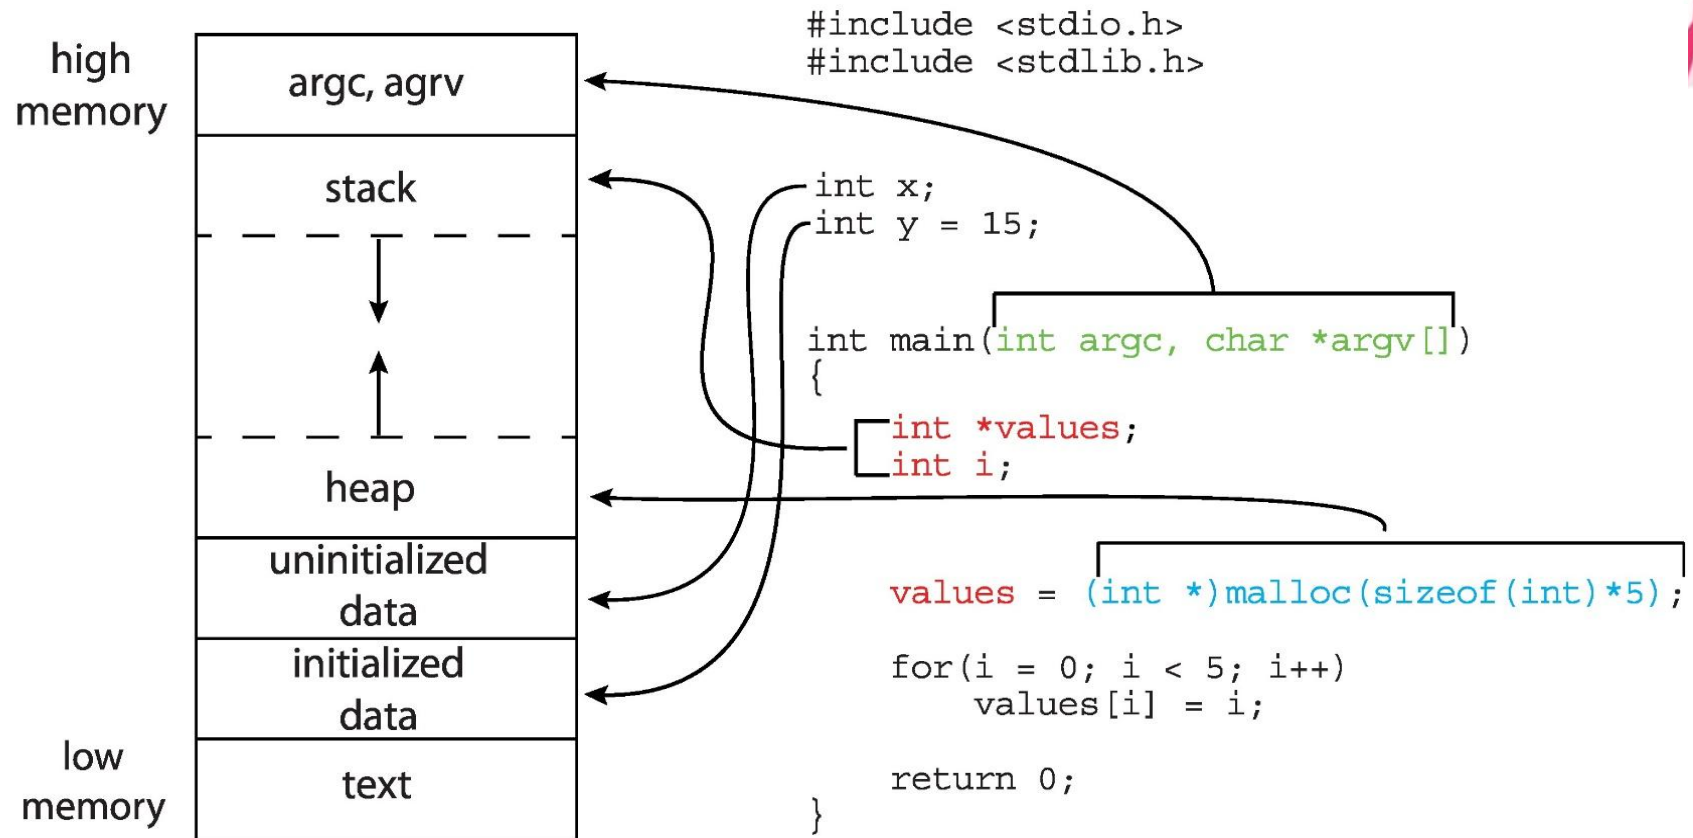 high
memory
argc, agrv
stack
heap
uninitialized
data
initialized
data
low
memory
text
#include <stdio.h>
#include <stdlib.h>
int x;
int y = 15;
int main(int argc, char *argv[])
{
int *values;
int i;
values = (int *)malloc(sizeof(int)*5);
for(i = 0; i < 5; i++)
values[i] = i;
return 0;
}